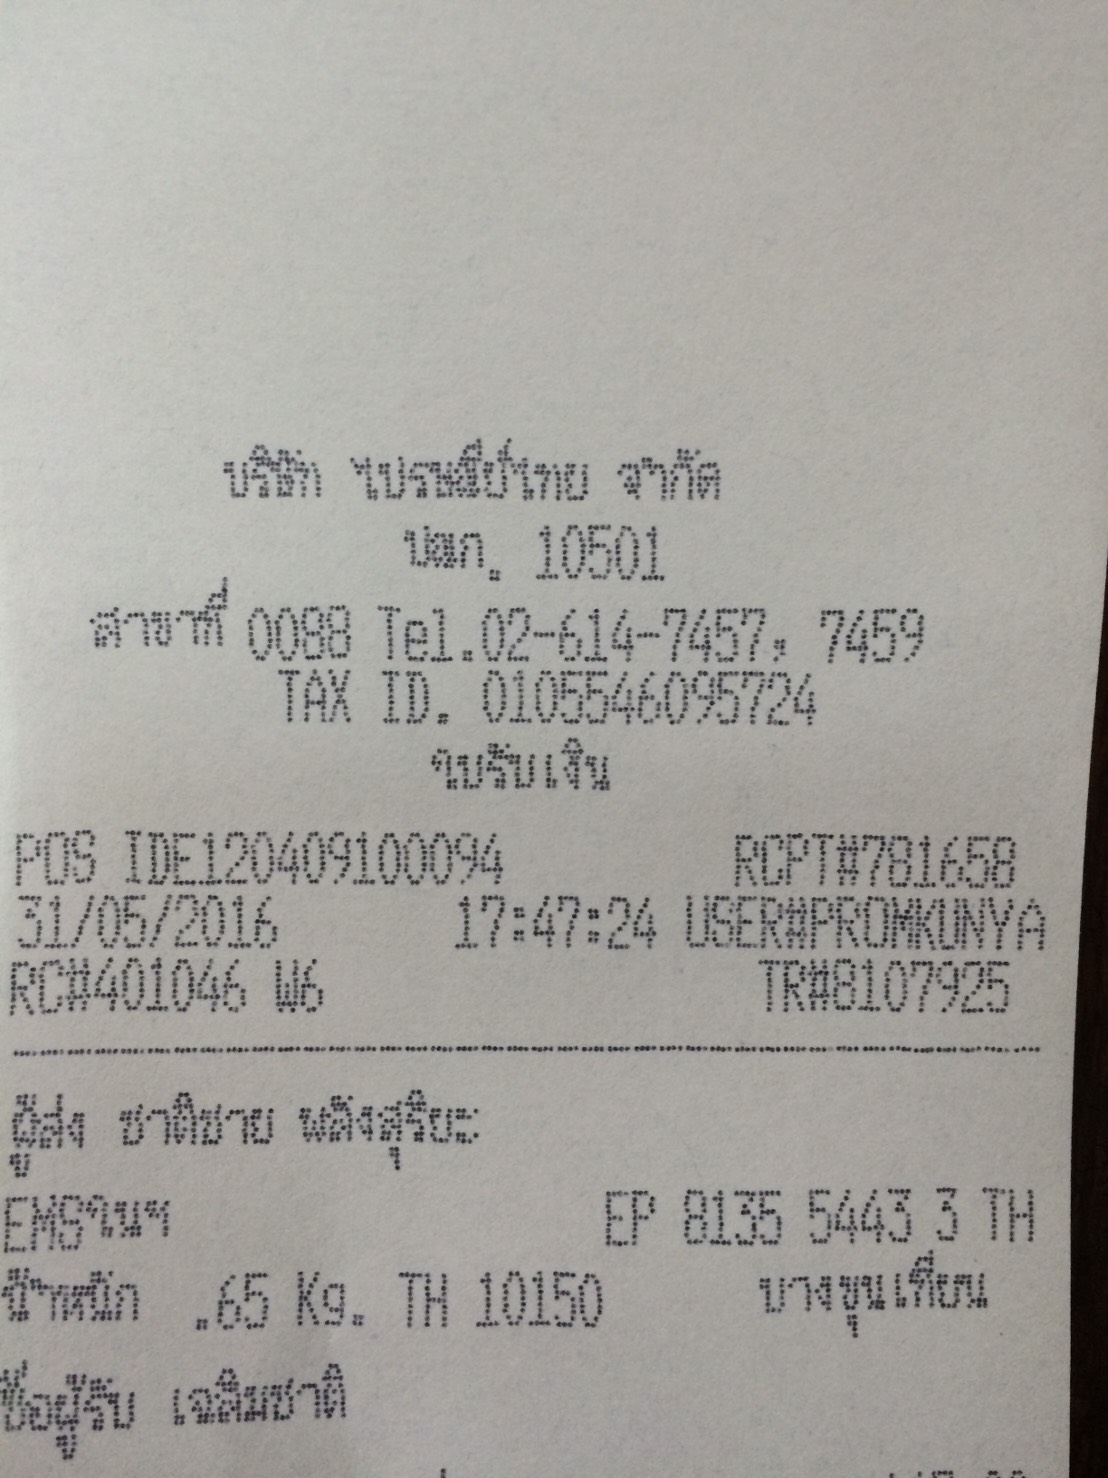 บริษัท ไปรษณีย์ไทย จำกัด
ปณก. 10501
สาขาที่ 0088 Tel.02-614-7457, 7459
TAX ID. 0105546095724
ใบรับเงิน
POS IDE120409100094 RCPT#781658
31/05/2016 17:47:24 USER#PROMKUNYA
RC#401046 W6 TR#8107925
ผู้ส่ง ชาติชาย พลังสุริยะ
EMSในฯ EP 8135 5443 3 TH
น้ำหนัก .65 Kg. TH 10150 บางขุนเทียน
ชื่อผู้รับ เฉลิมชาติ